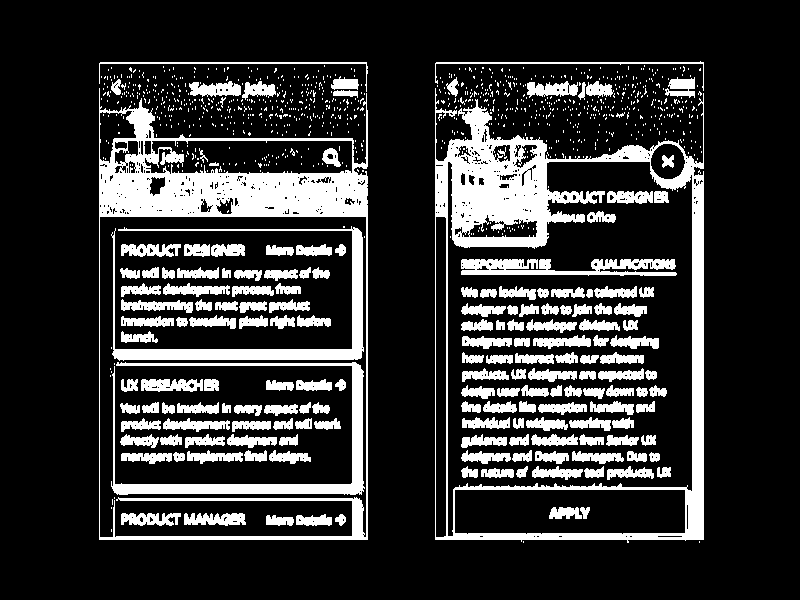 Seattle Jobs
PRODUCT DESIGNER More Details
You will be involved in every aspect of the
product development process, from
brainstorming the next great product
innovation to tweaking pixels right before
launch.
UX RESEARCHER More Details
You will be involved in every aspect of the
product development process and will work
directly with product designers and
managers to implement final designs.
PRODUCT MANAGER More Details
Seattle Jobs
PRODUCT DESIGNER
Bellevue Office
RESPONSIBILITIES QUALIFICATIONS
We are looking to recruit a talented UX
designer to join the to join the design
studio in the developer division. UX
Designers are responsible for designing
how users interact with our software
products. UX designers are expected to
design user flows all the way down to the
fine details like exception handling and
individual UI widgets, working with
guidance and feedback from Senior UX
designers and Design Managers. Due to
the nature of developer tool products, UX
APPLY